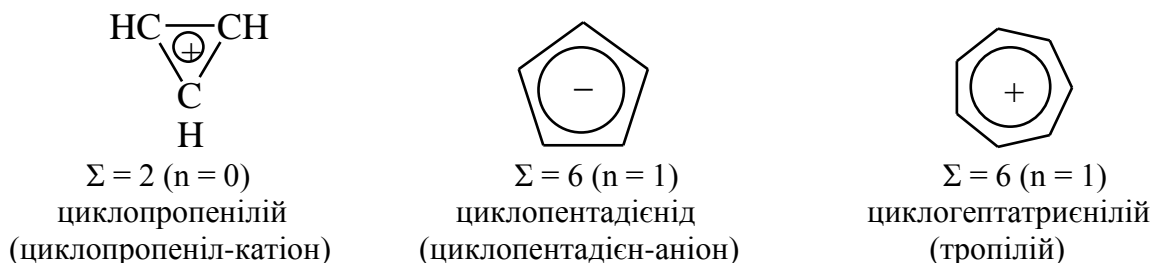 HC CH
+
C
H
−
+
Σ = 2 (n = 0)
циклопропенілій
(циклопропеніл-катіон)
Σ = 6 (n = 1)
циклопентадієнід
(циклопентадієн-аніон)
Σ = 6 (n = 1)
циклогептатриєнілій
(тропілій)